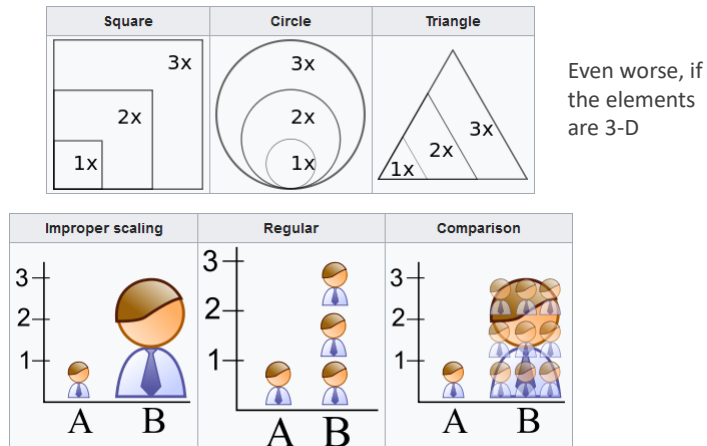 Square Circle Triangle
3x 3x
2x 2x 3x
1x 1x 1x 2x
Even worse, if
the elements
are 3-D
Improper scaling Regular Comparison
3 3 3
2 2 2
1 1 1
A B A B A B